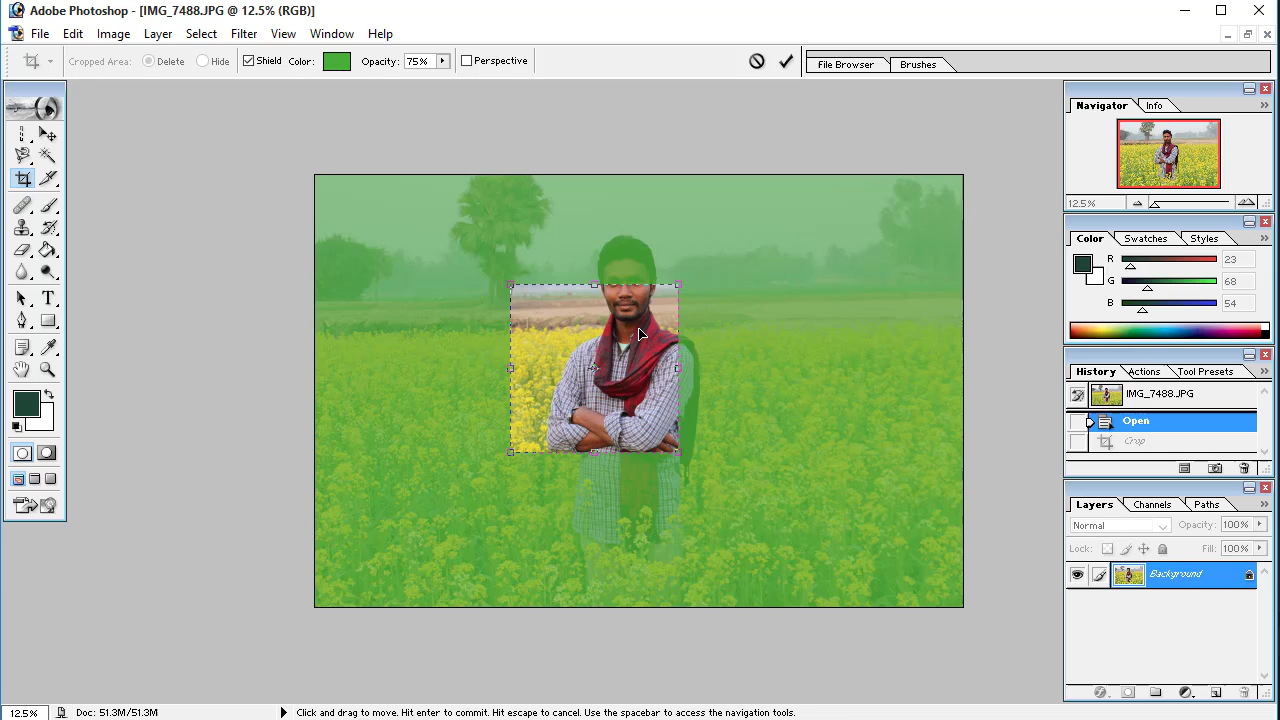 Adobe Photoshop - [IMG_7488.JPG @ 12.5% (RGB)]
File Edit Image Layer Select Filter View Window Help
Cropped Area: Delete Hide Shield Color: Opacity: 75% Perspective
File Browser Brushes
Navigator Info
12.5%
Color Swatches Styles
R 23
G 68
B 54
History Actions Tool Presets
IMG_7488.JPG
Open
Crop
Layers Channels Paths
Normal Opacity: 100%
Lock: Fill: 100%
Background
12.5% Doc: 51.3M/51.3M Click and drag to move. Hit enter to commit. Hit escape to cancel. Use the spacebar to access the navigation tools.